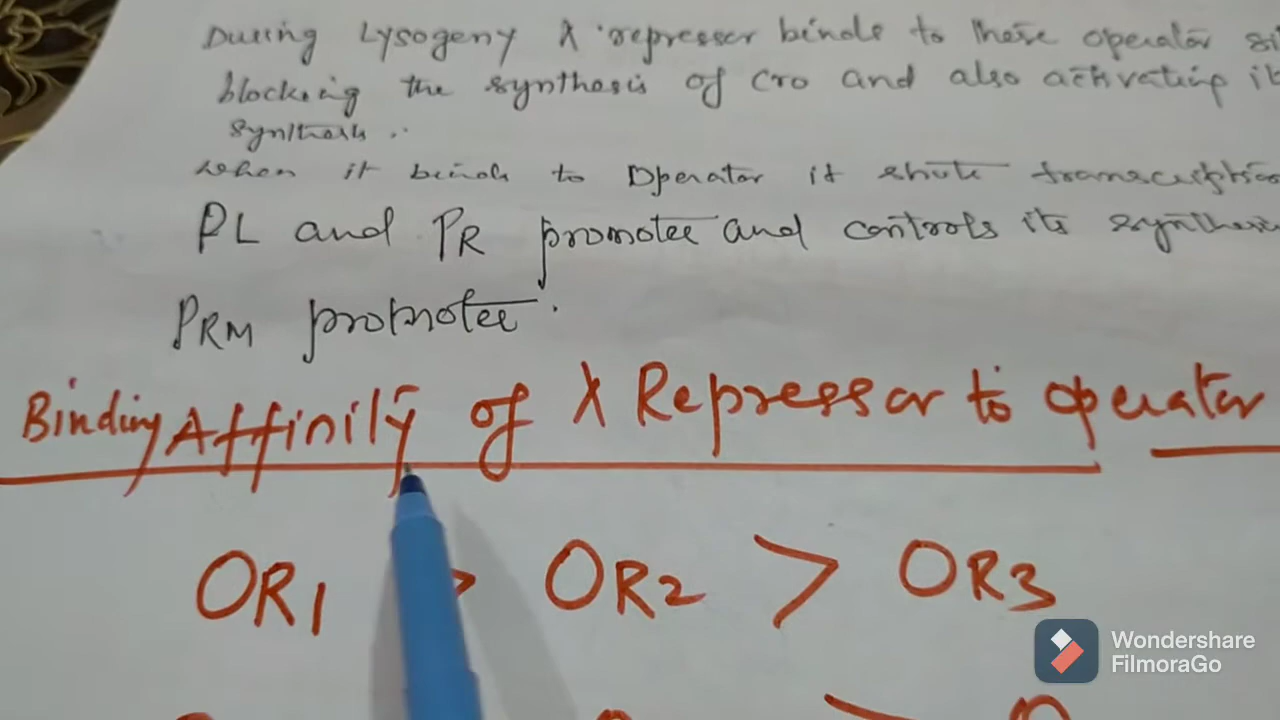 During Lysogeny λ repressor binds to these operator si
blocking the synthesis of Cro and also activating it
synthesis..
when it binds to Operator it shuts transcription
PL and PR promoter and controls its synthesis
PRM promoter.
Binding Affinity of λ Repressor to operator
OR1 > OR2 > OR3
Wondershare
FilmoraGo